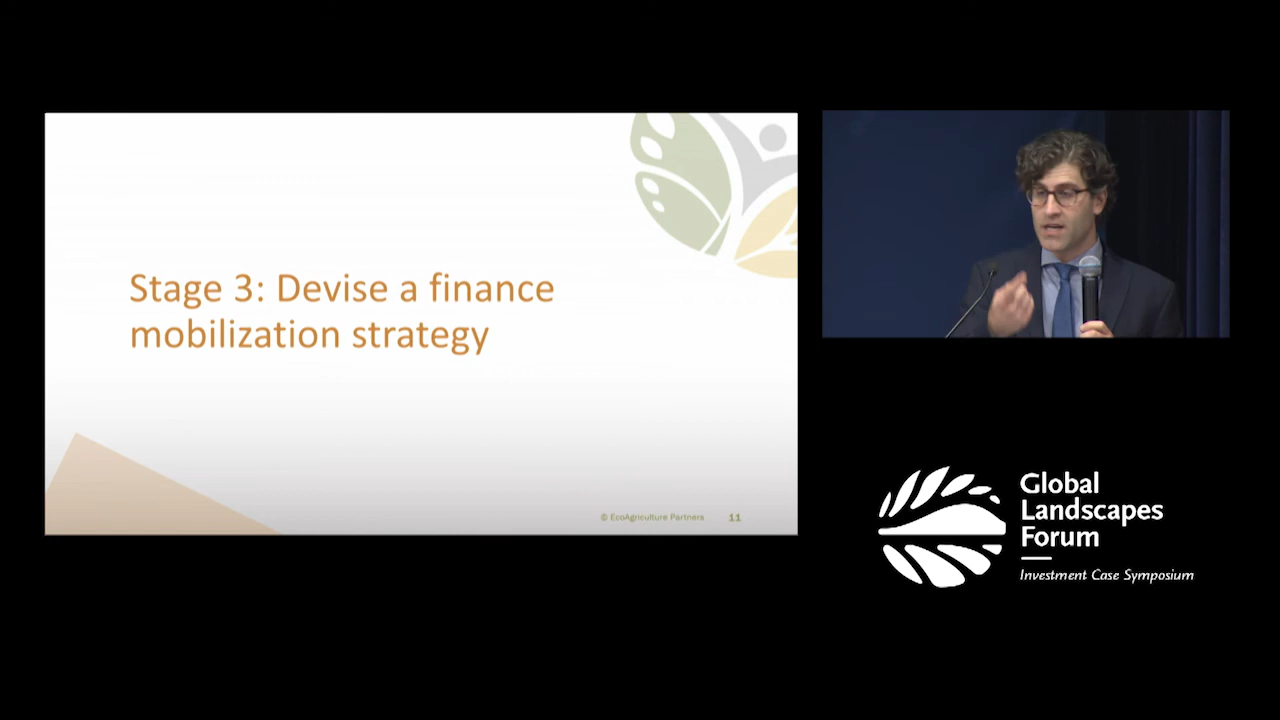 Stage 3: Devise a finance
mobilization strategy
© EcoAgriculture Partners 11
Global
Landscapes
Forum
Investment Case Symposium